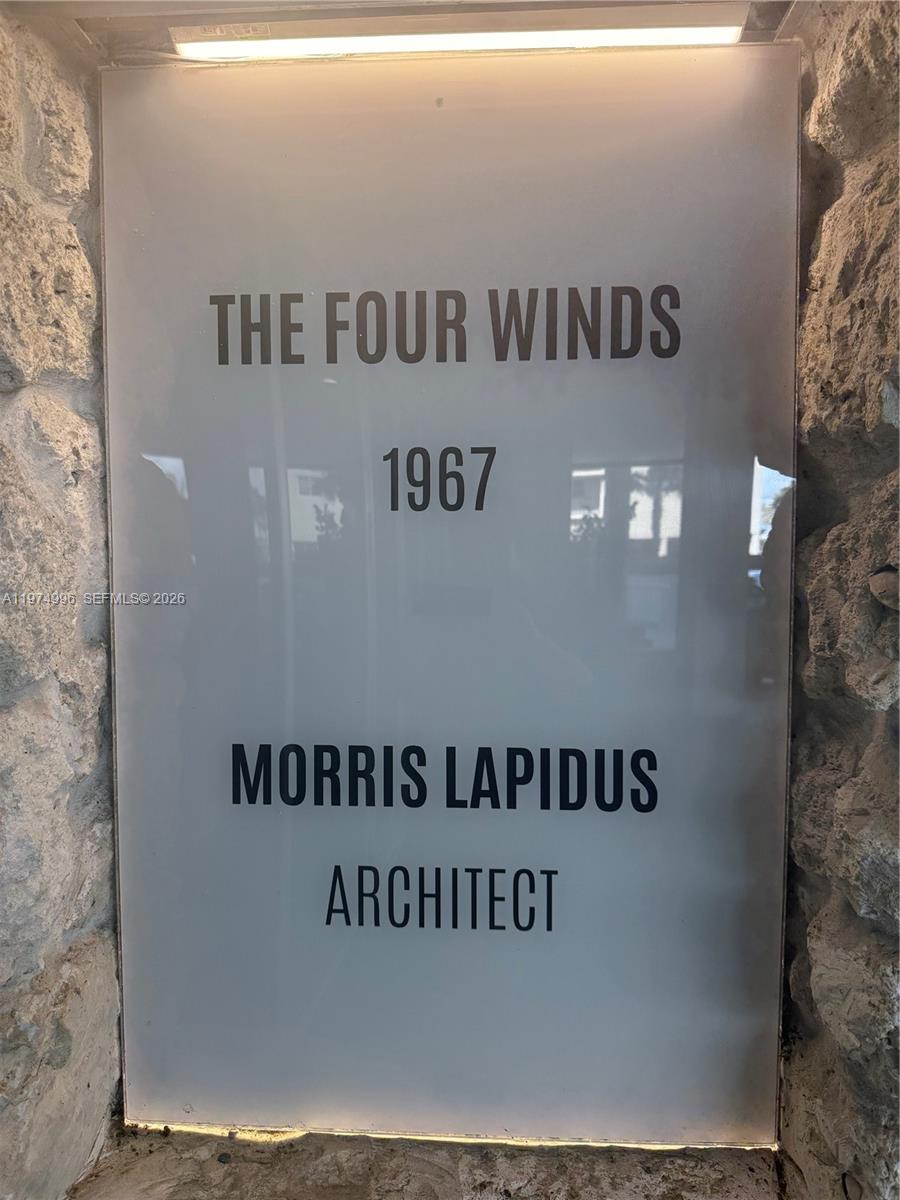 THE FOUR WINDS
1967
A11974996 SEFMLS© 2026
MORRIS LAPIDUS
ARCHITECT